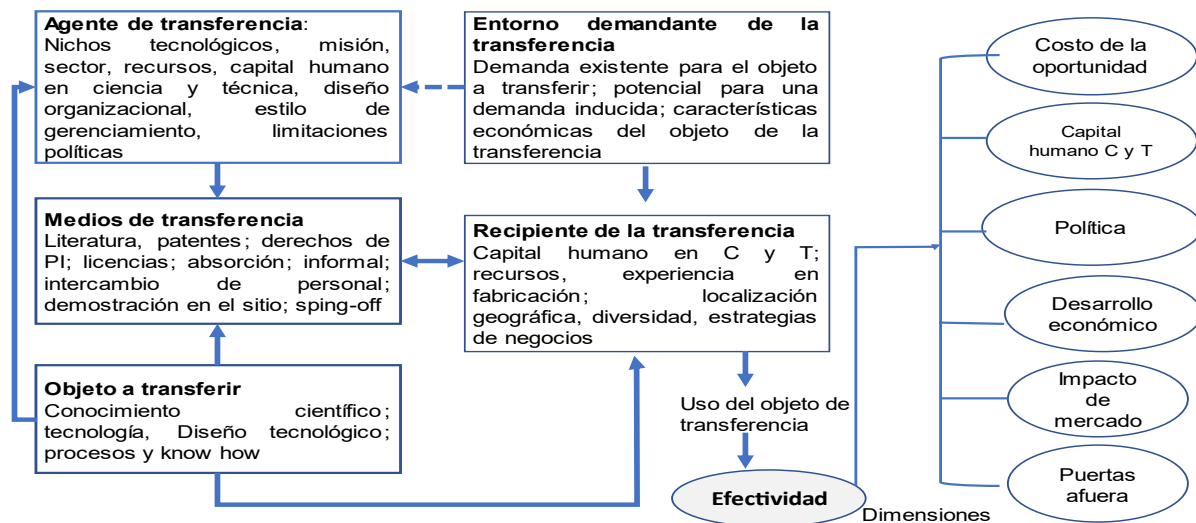 Agente de transferencia:
Nichos tecnológicos, misión,
sector, recursos, capital humano
en ciencia y técnica, diseño
organizacional, estilo de
gerenciamiento, limitaciones
políticas
Entorno demandante de la
transferencia
Demanda existente para el objeto
a transferir; potencial para una
demanda inducida; características
económicas del objeto de la
transferencia
Medios de transferencia
Literatura, patentes; derechos de
PI; licencias; absorción; informal;
intercambio de personal;
demostración en el sitio; sping-off
Recipiente de la transferencia
Capital humano en C y T;
recursos, experiencia en
fabricación; localización
geográfica, diversidad, estrategias
de negocios
Objeto a transferir
Conocimiento científico;
tecnología, Diseño tecnológico;
procesos y know how
Uso del objeto de
transferencia
Efectividad
Dimensiones
Costo de la
oportunidad
Capital
humano C y T
Política
Desarrollo
económico
Impacto
de
mercado
Puertas
afuera